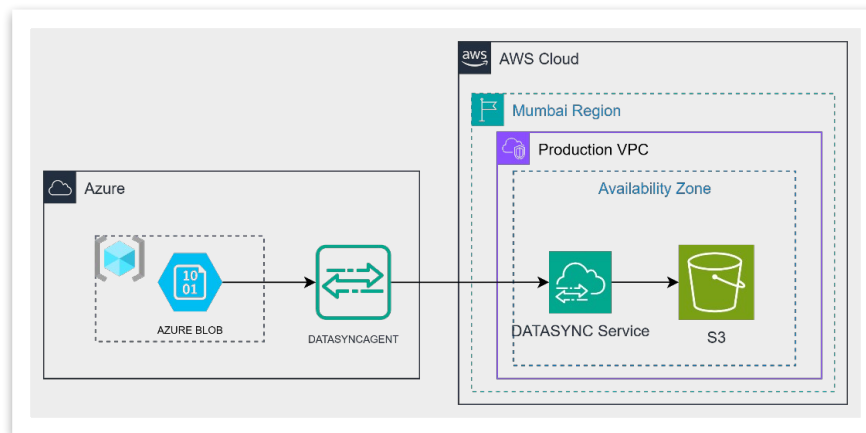 aws
AWS Cloud
Mumbai Region
Production VPC
Availability Zone
Azure
10
01
AZURE BLOB
DATASYNCAGENT
DATASYNC Service
S3